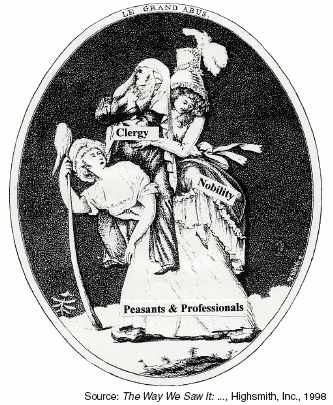 LE GRAND ABUS.
Clergy
Nobility
Peasants & Professionals
Source: The Way We Saw It: ..., Highsmith, Inc., 1998